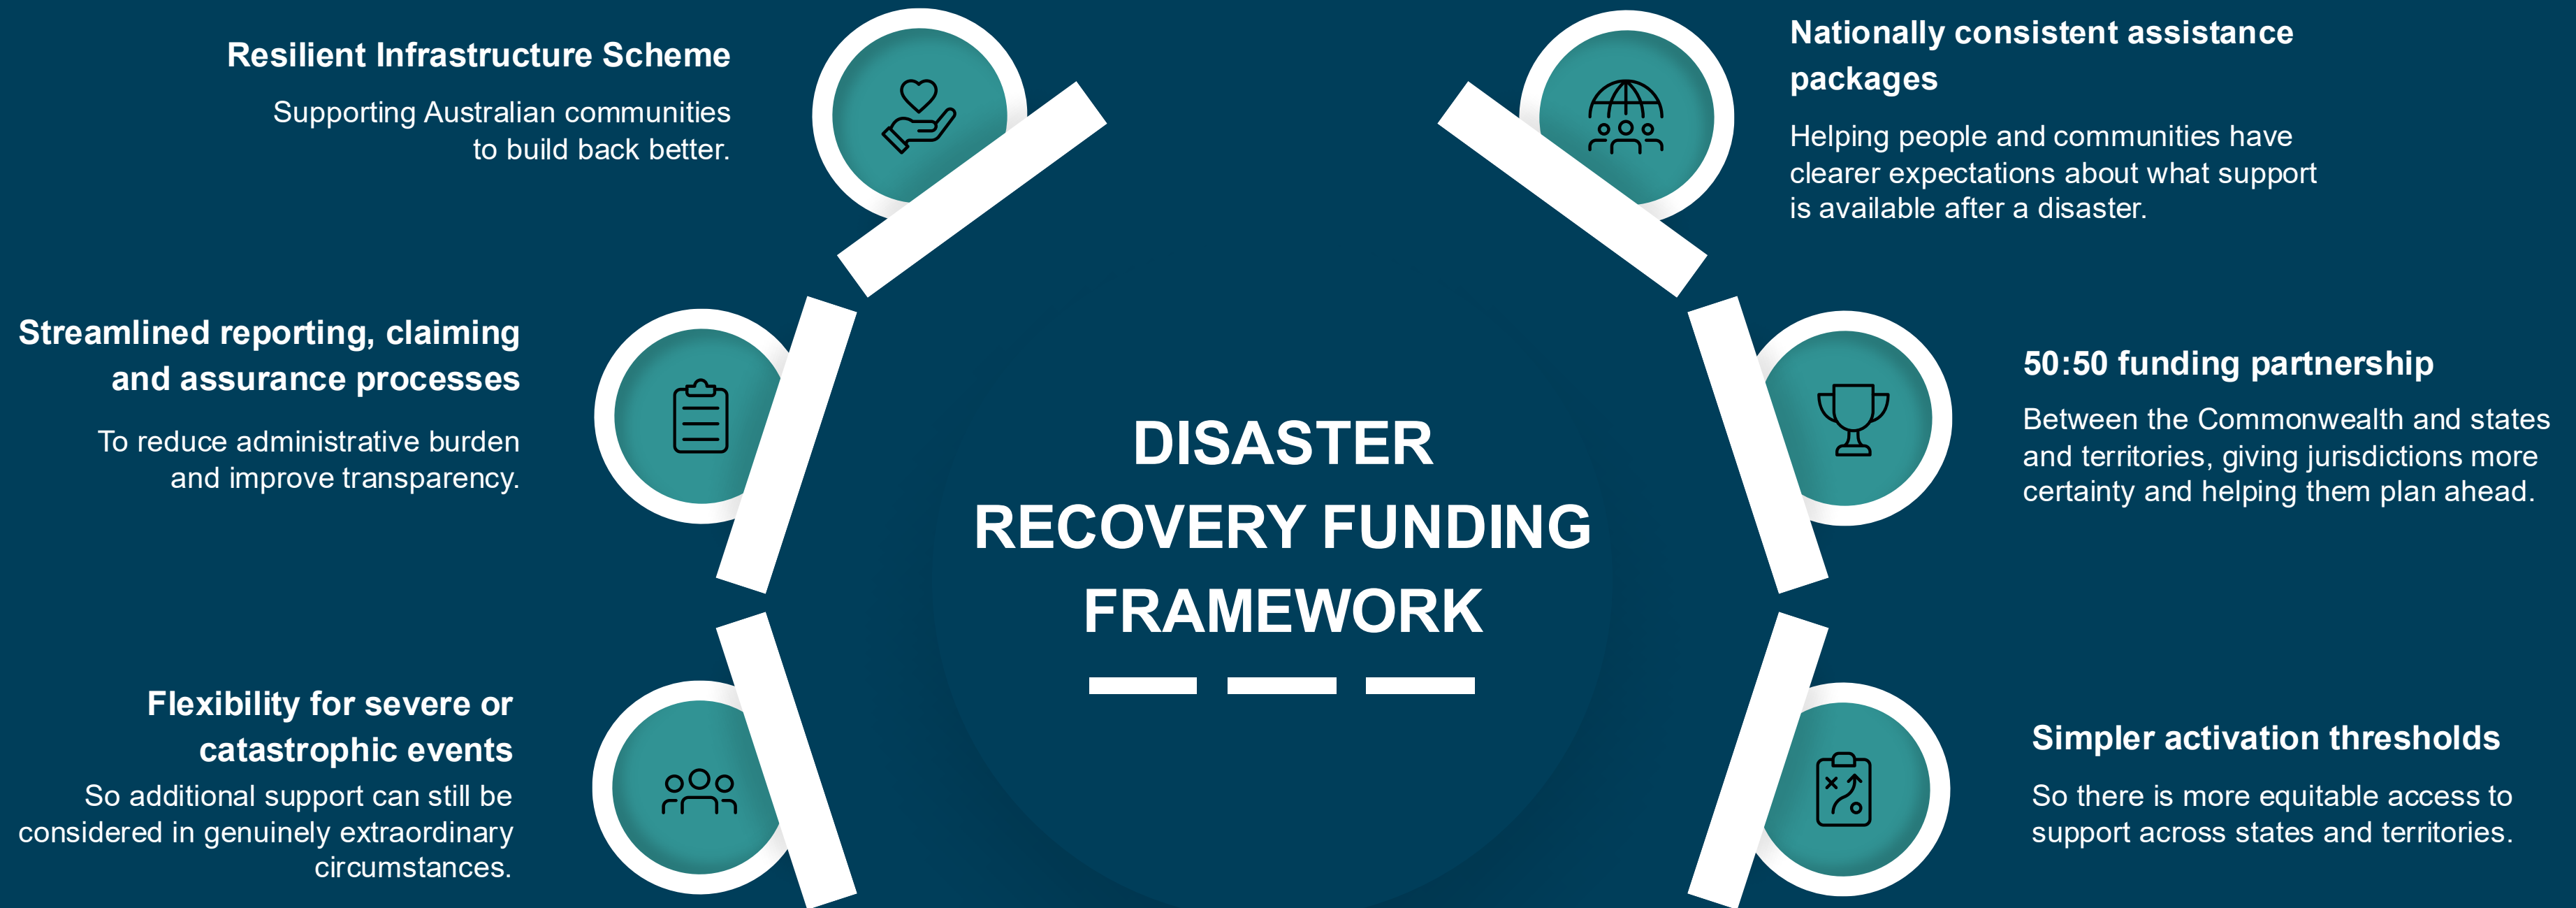 Resilient Infrastructure Scheme
Supporting Australian communities
to build back better.
Streamlined reporting, claiming
and assurance processes
To reduce administrative burden
and improve transparency.
Flexibility for severe or
catastrophic events
So additional support can still be
considered in genuinely extraordinary
circumstances.
DISASTER
RECOVERY FUNDING
FRAMEWORK
Nationally consistent assistance
packages
Helping people and communities have
clearer expectations about what support
is available after a disaster.
50:50 funding partnership
Between the Commonwealth and states
and territories, giving jurisdictions more
certainty and helping them plan ahead.
Simpler activation thresholds
So there is more equitable access to
support across states and territories.